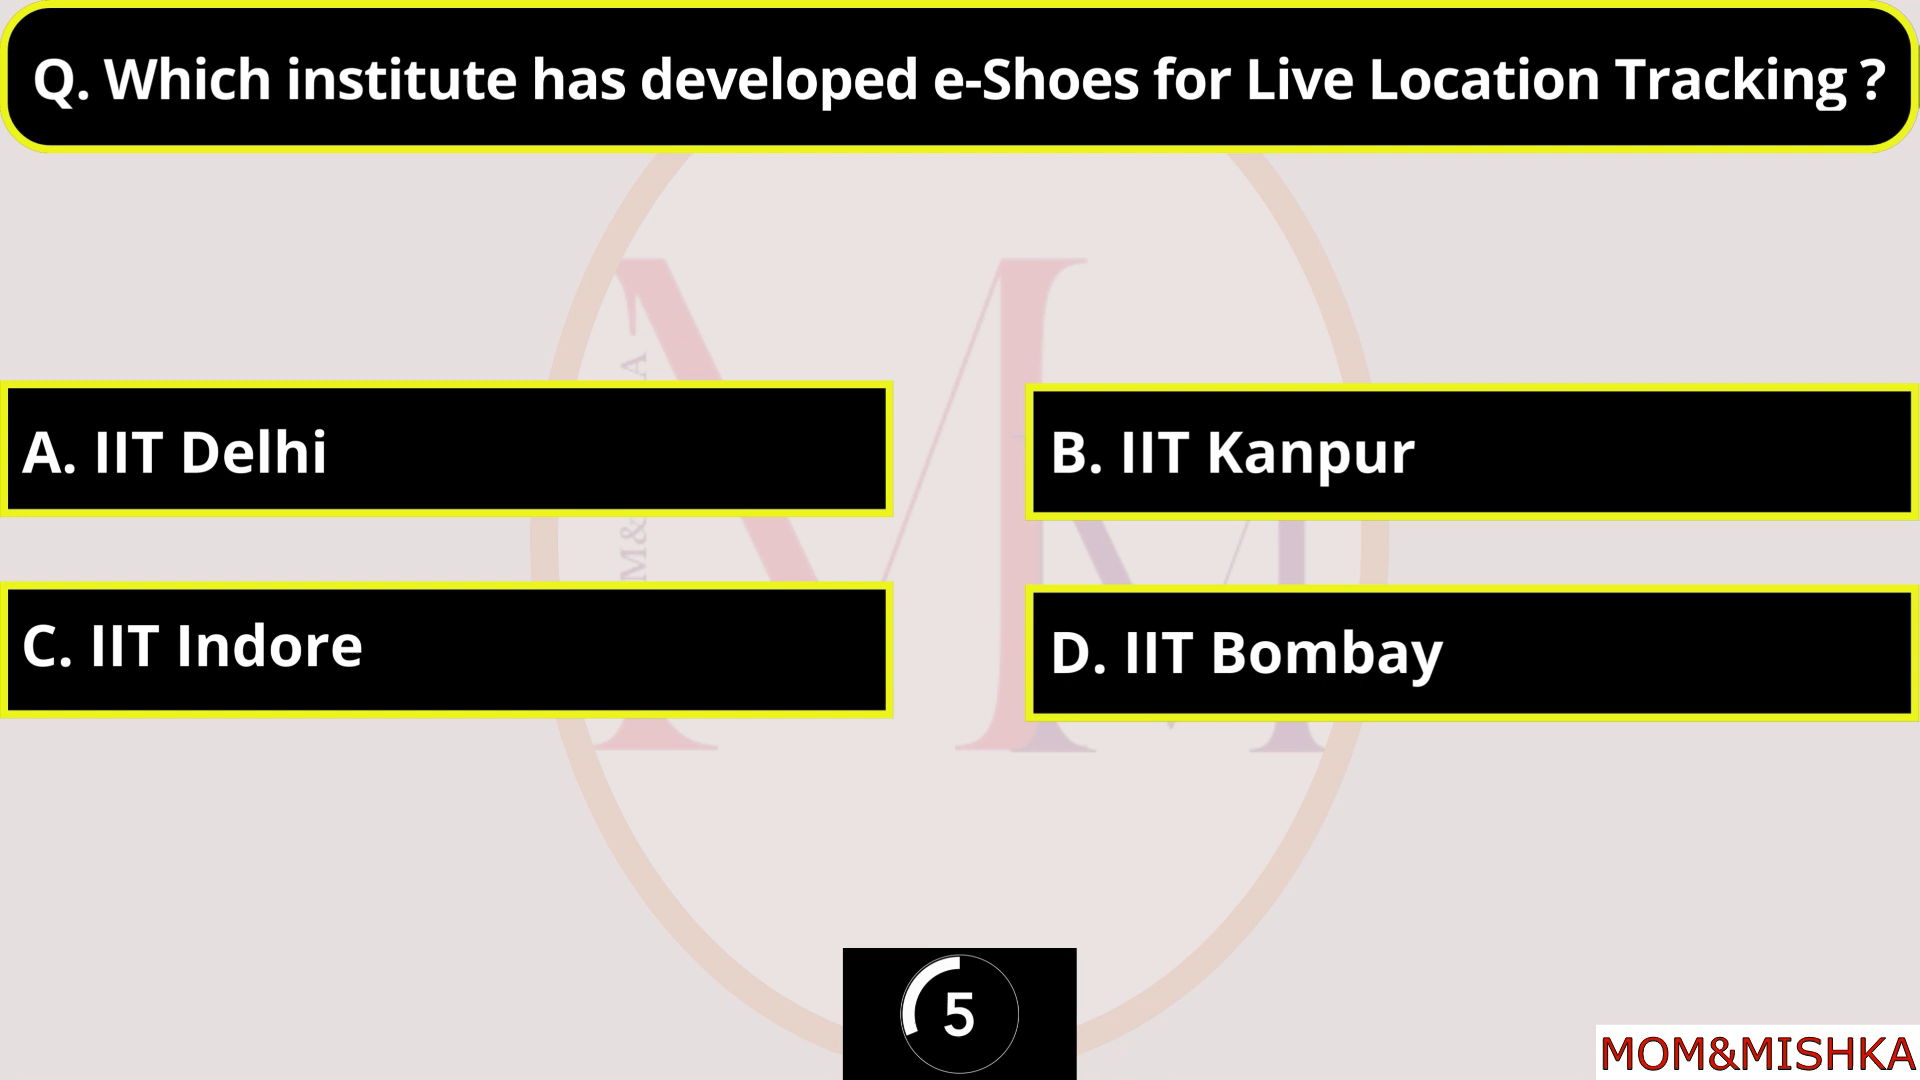 Q. Which institute has developed e-Shoes for Live Location Tracking ?
A. IIT Delhi
B. IIT Kanpur
C. IIT Indore
D. IIT Bombay
5
MOM&MISHKA